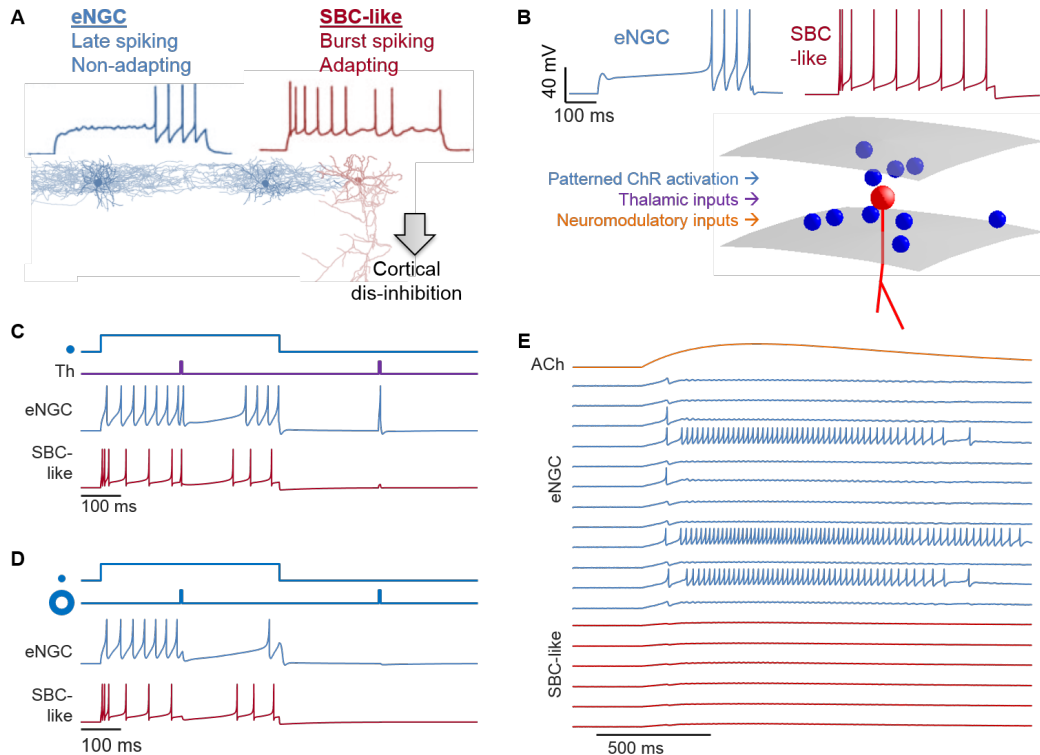 A
eNGC
Late spiking
Non-adapting
SBC-like
Burst spiking
Adapting
Cortical
dis-inhibition
B
eNGC
SBC
-like
40 mV
100 ms
Patterned ChR activation →
Thalamic inputs →
Neuromodulatory inputs →
C
Th
eNGC
SBC-
like
100 ms
D
eNGC
SBC-
like
100 ms
E
ACh
eNGC
SBC-like
500 ms